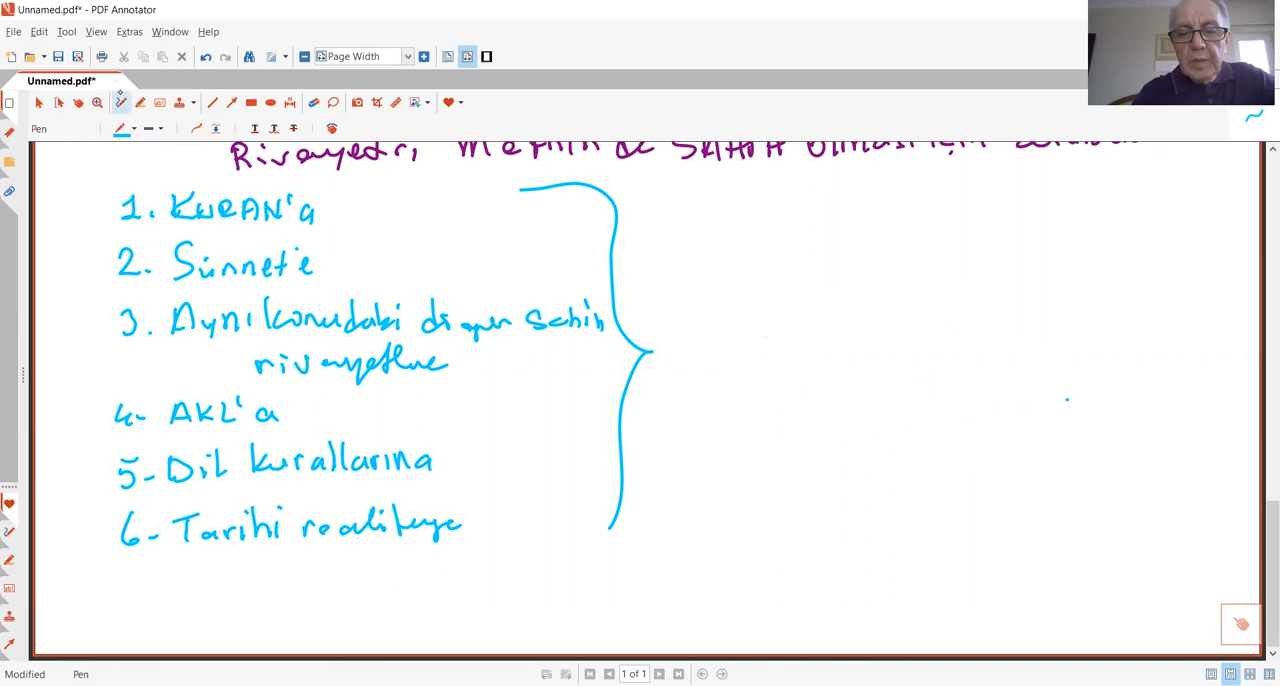 Unnamed.pdf* - PDF Annotator
File Edit Tool View Extras Window Help
Page Width
Unnamed.pdf*
Pen
1. KURAN'a
2. Sünnet'e
3. Aynı konudaki diğer sahih
rivayetlere
4- AKL'a
5- Dil kurallarına
6- Tarihi realiteye
Modified Pen 1 of 1